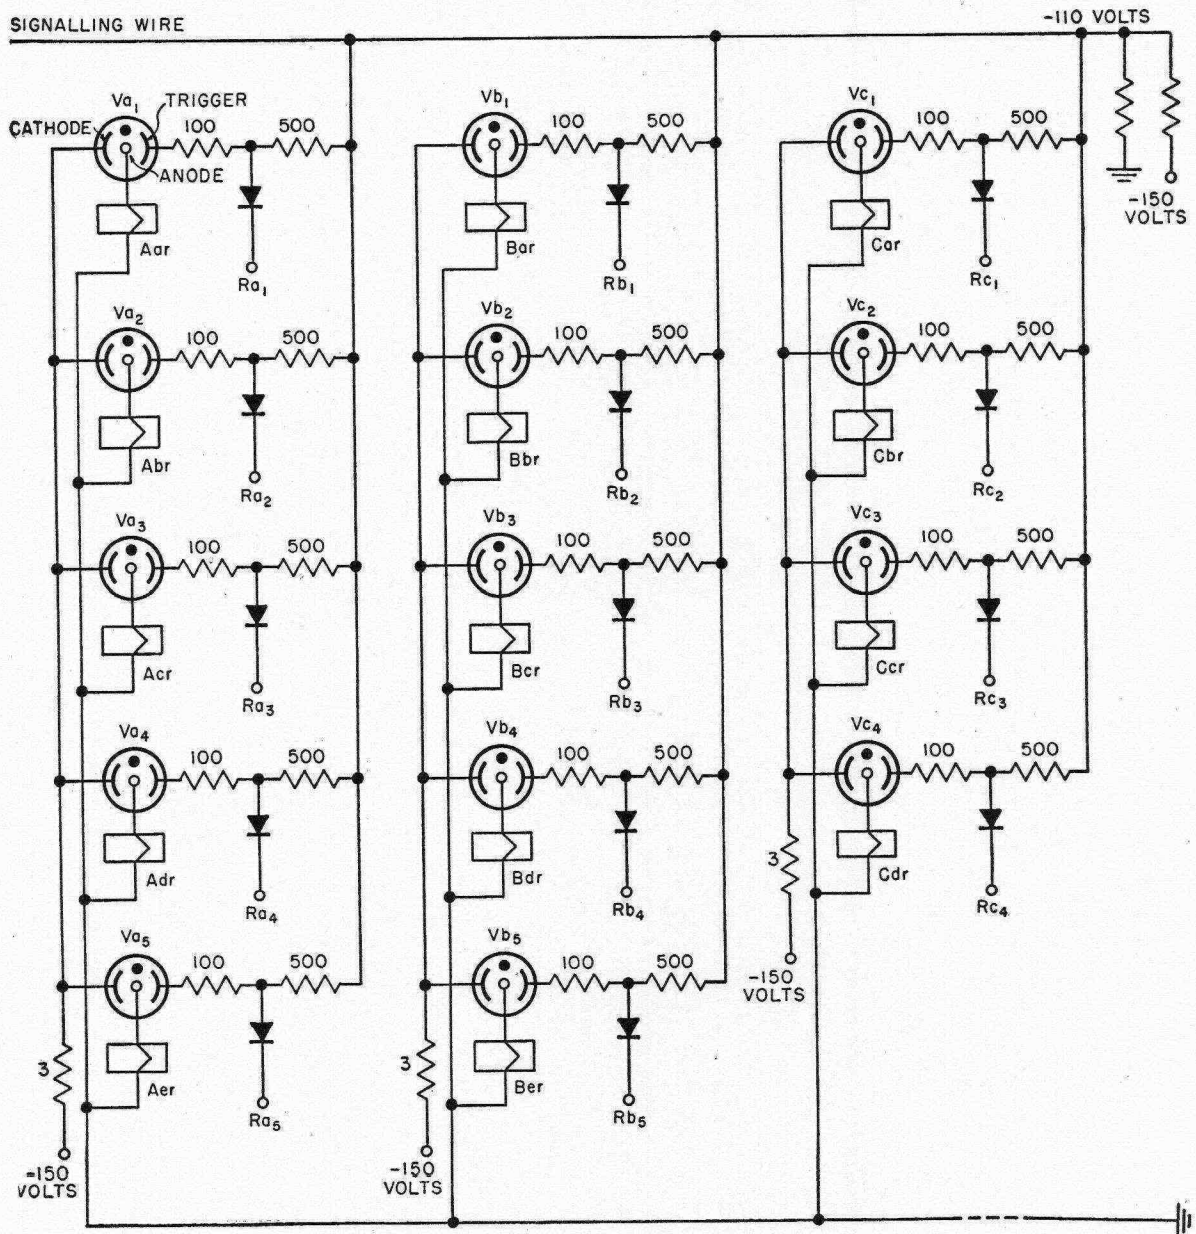 SIGNALLING WIRE
-110 VOLTS
Va1
TRIGGER
CATHODE
ANODE
100
500
Aar
Ra1
Vb1
100
500
Bar
Rb1
Vc1
100
500
Car
Rc1
-150
VOLTS
Va2
100
500
Abr
Ra2
Vb2
100
500
Bbr
Rb2
Vc2
100
500
Cbr
Rc2
Va3
100
500
Acr
Ra3
Vb3
100
500
Bcr
Rb3
Vc3
100
500
Ccr
Rc3
Va4
100
500
Adr
Ra4
Vb4
100
500
Bdr
Rb4
Vc4
100
500
3
Cdr
Rc4
-150
VOLTS
Va5
100
500
3
Aer
Ra5
-150
VOLTS
Vb5
100
500
3
Ber
Rb5
-150
VOLTS